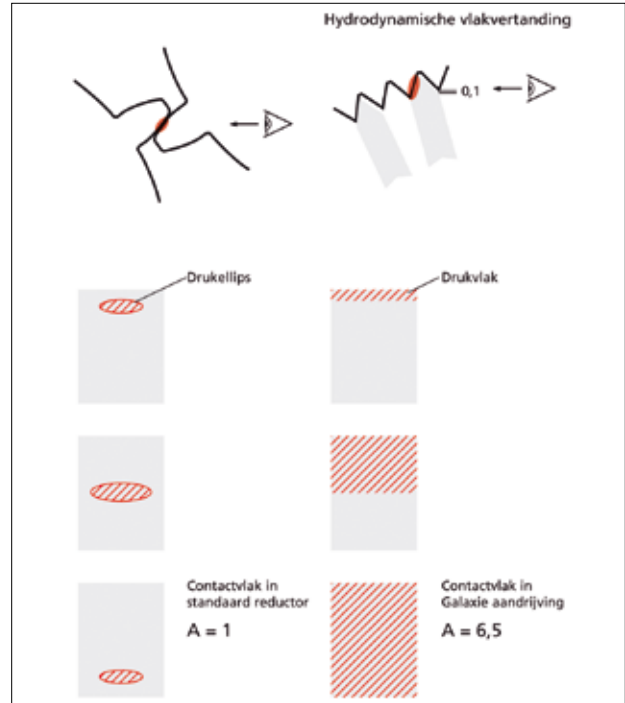 Hydrodynamische vlakvertanding
0,1
Drukellips
Drukvlak
Contactvlak in
standaard reductor
A = 1
Contactvlak in
Galaxie aandrijving
A = 6,5